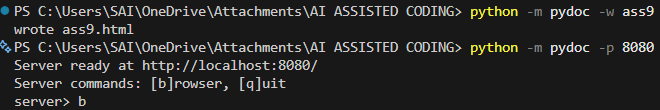 PS C:\Users\SAI\OneDrive\Attachments\AI ASSISTED CODING> python -m pydoc -w ass9
wrote ass9.html
PS C:\Users\SAI\OneDrive\Attachments\AI ASSISTED CODING> python -m pydoc -p 8080
Server ready at http://localhost:8080/
Server commands: [b]rowser, [q]uit
server> b